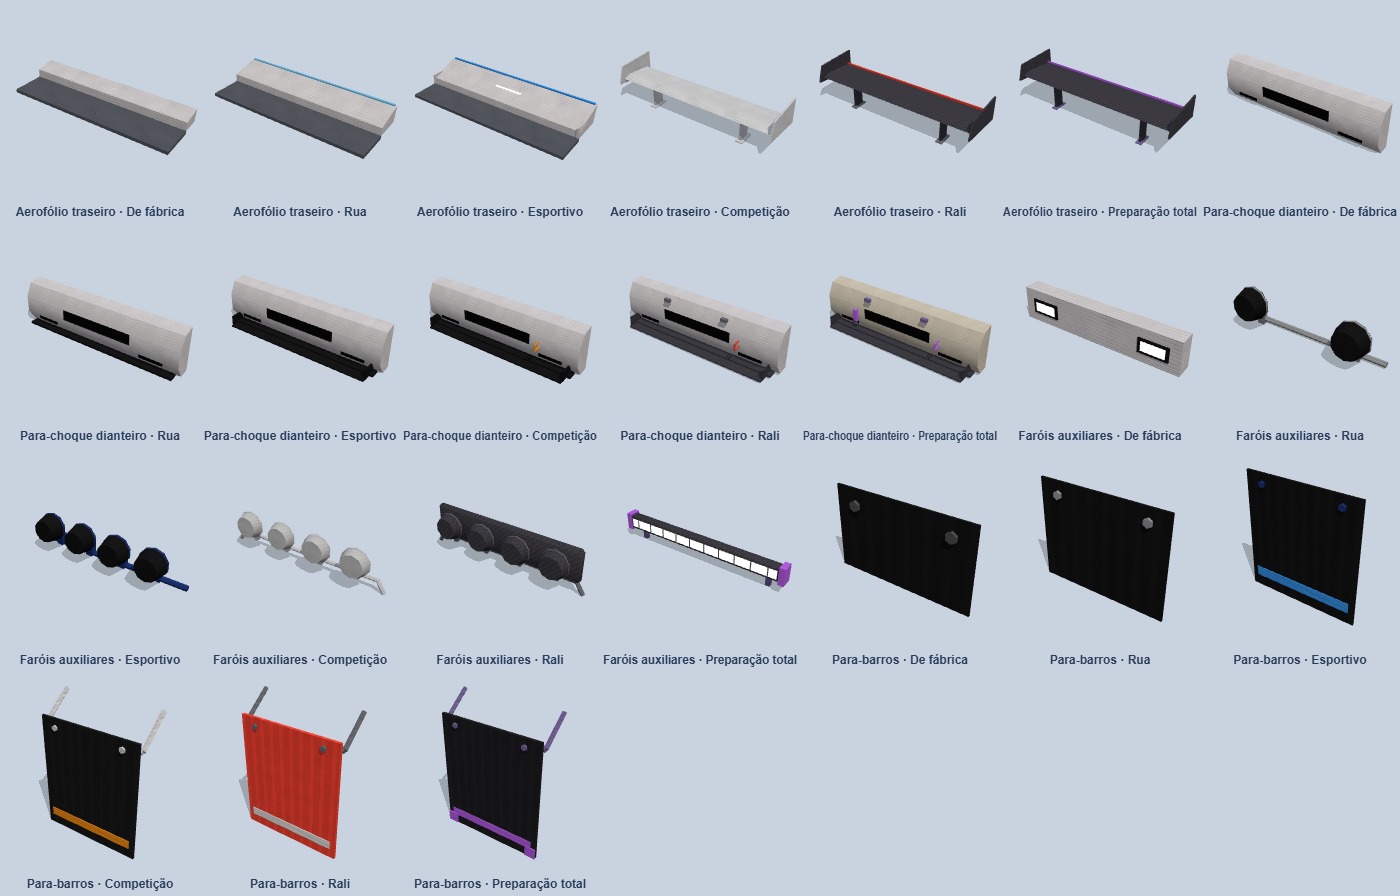 Aerofólio traseiro · De fábrica
Aerofólio traseiro · Rua
Aerofólio traseiro · Esportivo
Aerofólio traseiro · Competição
Aerofólio traseiro · Rali
Aerofólio traseiro · Preparação total
Para-choque dianteiro · De fábrica
Para-choque dianteiro · Rua
Para-choque dianteiro · Esportivo
Para-choque dianteiro · Competição
Para-choque dianteiro · Rali
Para-choque dianteiro · Preparação total
Faróis auxiliares · De fábrica
Faróis auxiliares · Rua
Faróis auxiliares · Esportivo
Faróis auxiliares · Competição
Faróis auxiliares · Rali
Faróis auxiliares · Preparação total
Para-barros · De fábrica
Para-barros · Rua
Para-barros · Esportivo
Para-barros · Competição
Para-barros · Rali
Para-barros · Preparação total